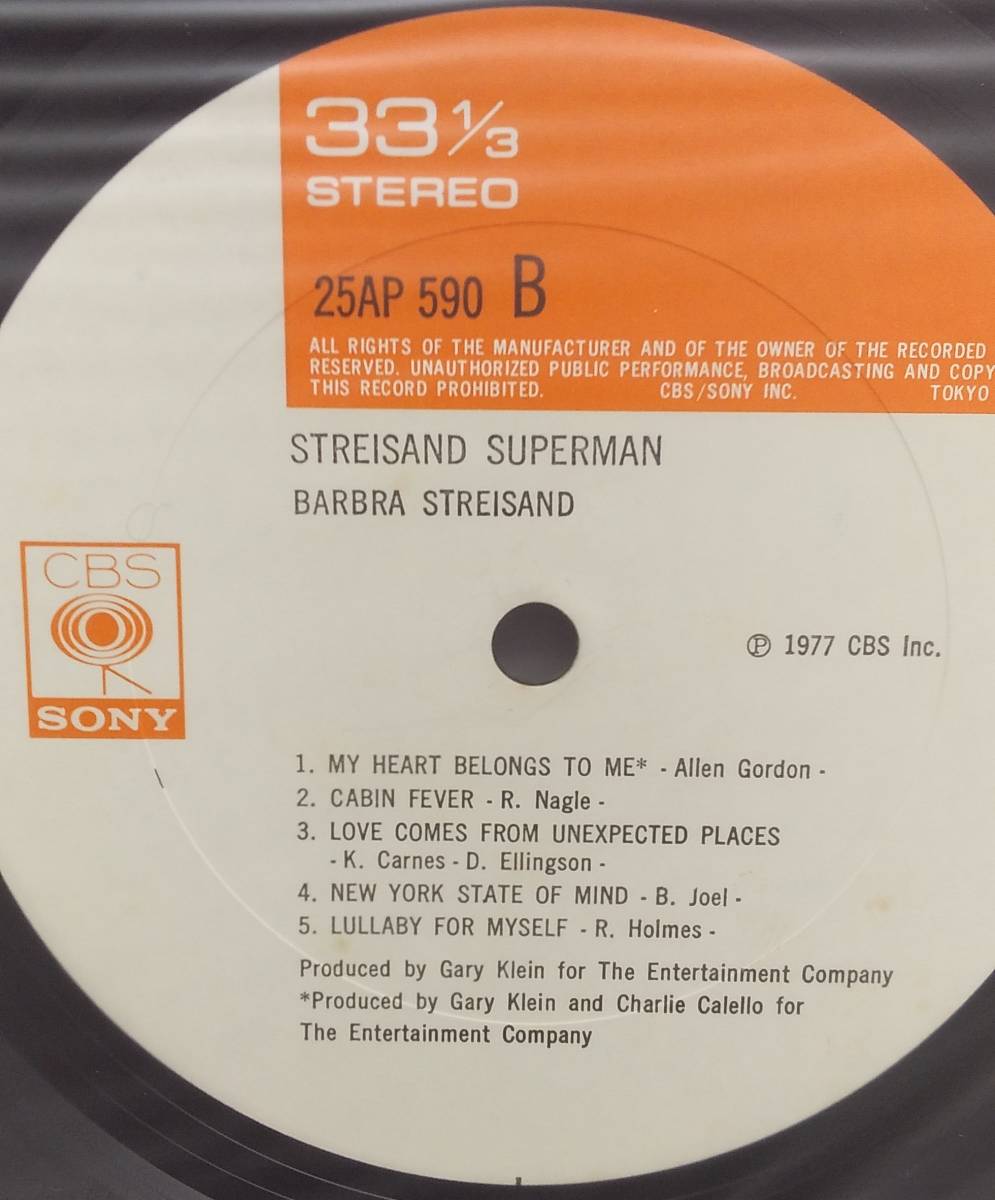 33 1/3
STEREO
25AP 590 B
ALL RIGHTS OF THE MANUFACTURER AND OF THE OWNER OF THE RECORDED
RESERVED. UNAUTHORIZED PUBLIC PERFORMANCE, BROADCASTING AND COPY
THIS RECORD PROHIBITED. CBS/SONY INC. TOKYO
STREISAND SUPERMAN
BARBRA STREISAND
CBS
SONY
℗ 1977 CBS Inc.
1. MY HEART BELONGS TO ME* - Allen Gordon -
2. CABIN FEVER - R. Nagle -
3. LOVE COMES FROM UNEXPECTED PLACES
- K. Carnes - D. Ellingson -
4. NEW YORK STATE OF MIND - B. Joel -
5. LULLABY FOR MYSELF - R. Holmes -
Produced by Gary Klein for The Entertainment Company
*Produced by Gary Klein and Charlie Calello for
The Entertainment Company